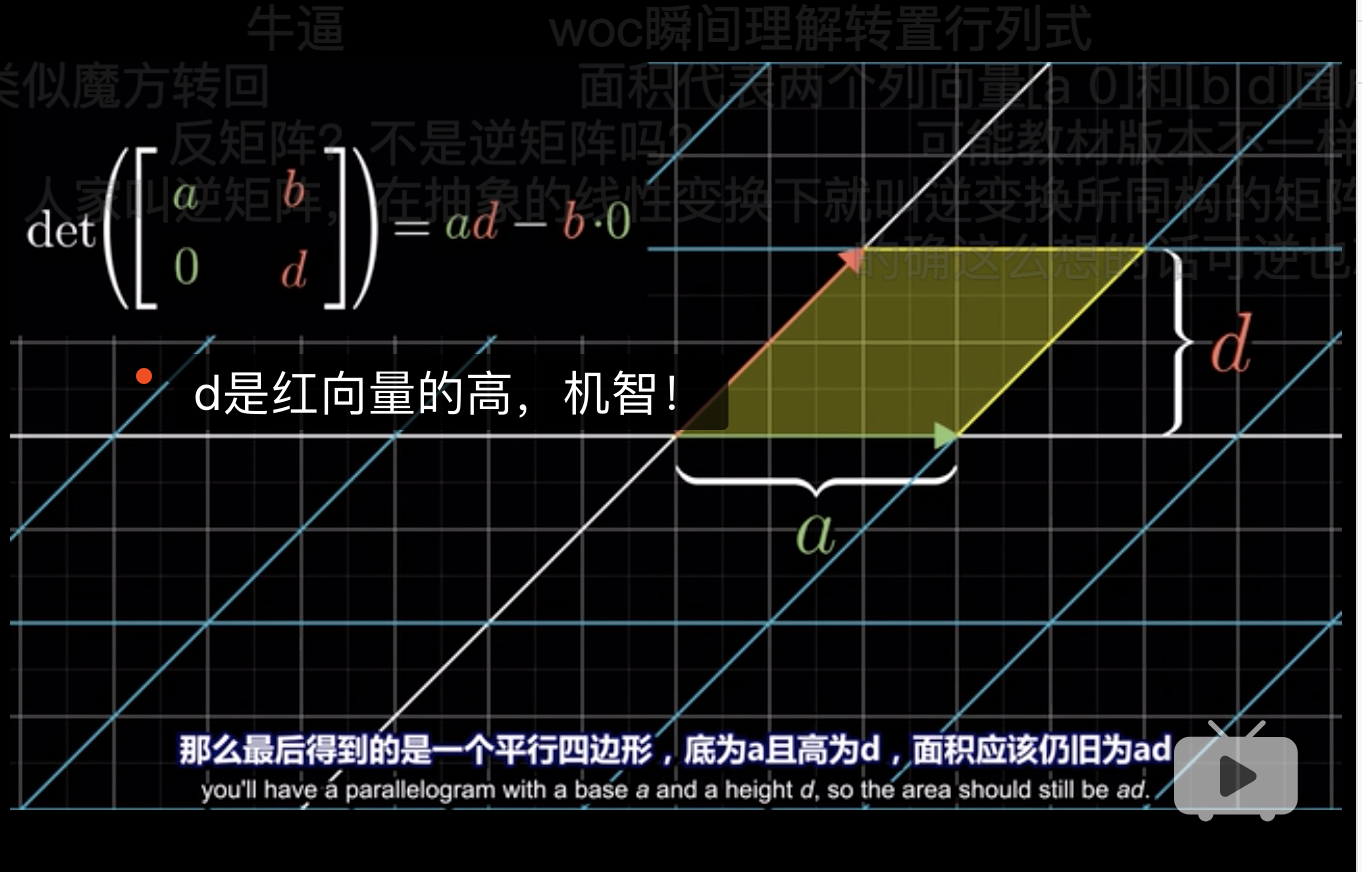 牛逼
woc瞬间理解转置行列式
类似魔方转回
面积代表两个列向量[a 0]和[b d]围成
反矩阵？不是逆矩阵吗？
可能教材版本不一样
人家叫逆矩阵，在抽象的线性变换下就叫逆变换所同构的矩阵
的确这么想的话可逆也
det([a b
0 d]) = ad − b·0
d
d是红向量的高，机智！
a
那么最后得到的是一个平行四边形，底为a且高为d，面积应该仍旧为ad
you'll have a parallelogram with a base a and a height d, so the area should still be ad.